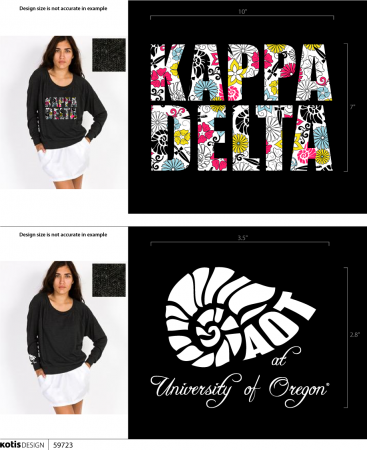 Design size is not accurate in example
10"
KAPPA
DELTA
7"
KAPPA
DELTA
Design size is not accurate in example
3.5"
2.8"
AOT
at
University of Oregon®
KOTIS DESIGN | 59723